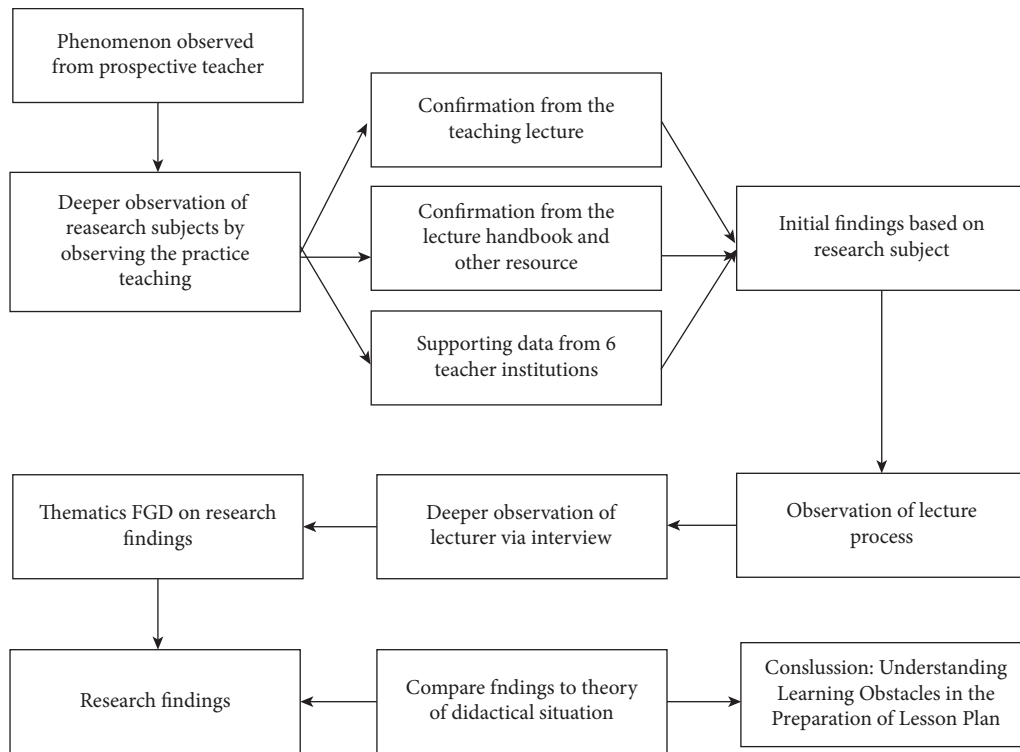 Phenomenon observed
from prospective teacher
Deeper observation of
reasearch subjects by
observing the practice
teaching
Confirmation from the
teaching lecture
Confirmation from the
lecture handbook and
other resource
Supporting data from 6
teacher institutions
Initial findings based on
research subject
Observation of lecture
process
Deeper observation of
lecturer via interview
Thematics FGD on research
findings
Research findings
Compare fndings to theory
of didactical situation
Conslussion: Understanding
Learning Obstacles in the
Preparation of Lesson Plan